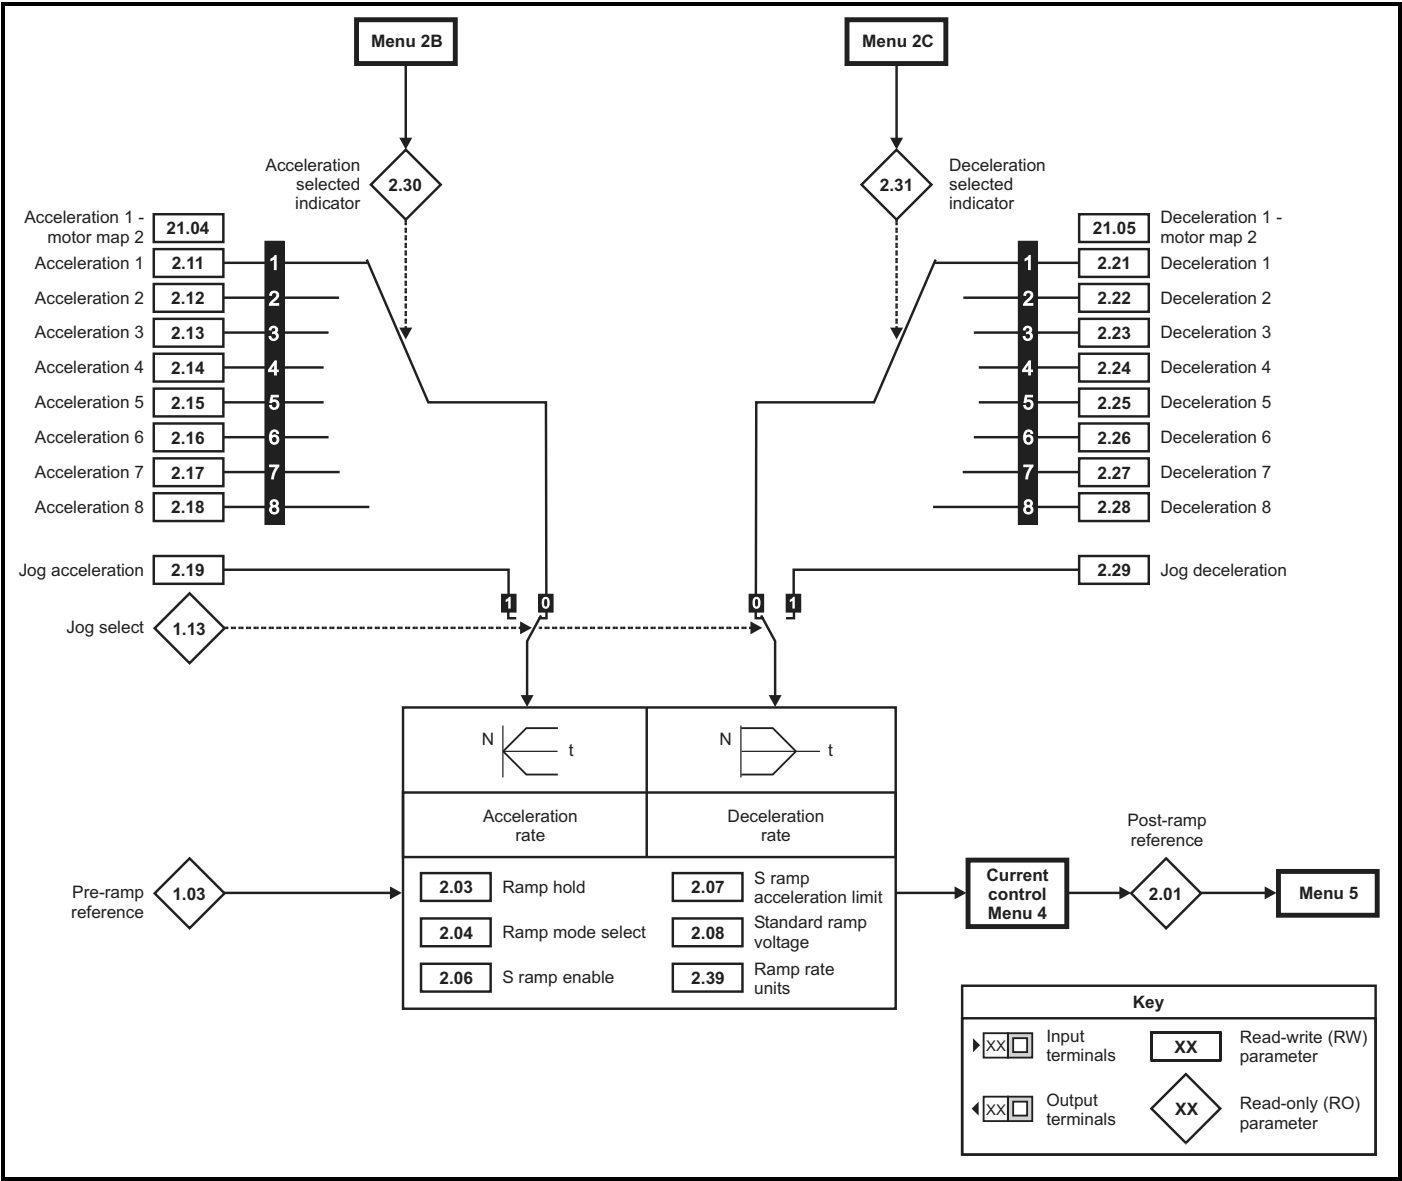 Menu 2B
Menu 2C
Acceleration
selected
indicator
2.30
2.31
Deceleration
selected
indicator
Acceleration 1 -
motor map 2
21.04
Acceleration 1
2.11
1
Acceleration 2
2.12
2
Acceleration 3
2.13
3
Acceleration 4
2.14
4
Acceleration 5
2.15
5
Acceleration 6
2.16
6
Acceleration 7
2.17
7
Acceleration 8
2.18
8
21.05
Deceleration 1 -
motor map 2
1
2.21
Deceleration 1
2
2.22
Deceleration 2
3
2.23
Deceleration 3
4
2.24
Deceleration 4
5
2.25
Deceleration 5
6
2.26
Deceleration 6
7
2.27
Deceleration 7
8
2.28
Deceleration 8
Jog acceleration
2.19
1
0
0
1
2.29
Jog deceleration
Jog select
1.13
N
t
N
t
Acceleration
rate
Deceleration
rate
Pre-ramp
reference
1.03
2.03
Ramp hold
2.04
Ramp mode select
2.06
S ramp enable
2.07
S ramp
acceleration limit
2.08
Standard ramp
voltage
2.39
Ramp rate
units
Current
control
Menu 4
Post-ramp
reference
2.01
Menu 5
Key
XX
Input
terminals
XX
Read-write (RW)
parameter
XX
Output
terminals
XX
Read-only (RO)
parameter